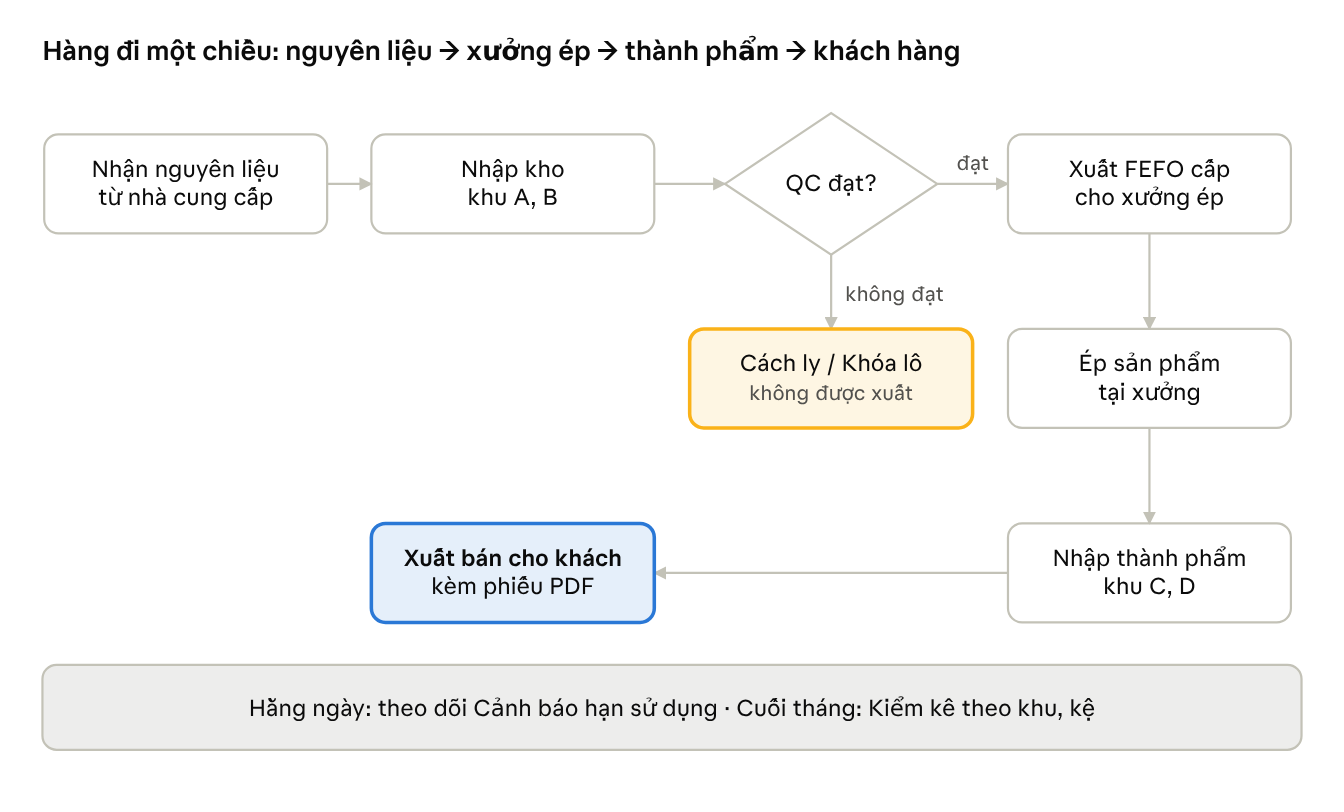 Hàng đi một chiều: nguyên liệu → xưởng ép → thành phẩm → khách hàng
Nhận nguyên liệu
từ nhà cung cấp
Nhập kho
khu A, B
QC đạt?
đạt
Xuất FEFO cấp
cho xưởng ép
không đạt
Cách ly / Khóa lô
không được xuất
Ép sản phẩm
tại xưởng
Nhập thành phẩm
khu C, D
Xuất bán cho khách
kèm phiếu PDF
Hằng ngày: theo dõi Cảnh báo hạn sử dụng · Cuối tháng: Kiểm kê theo khu, kệ